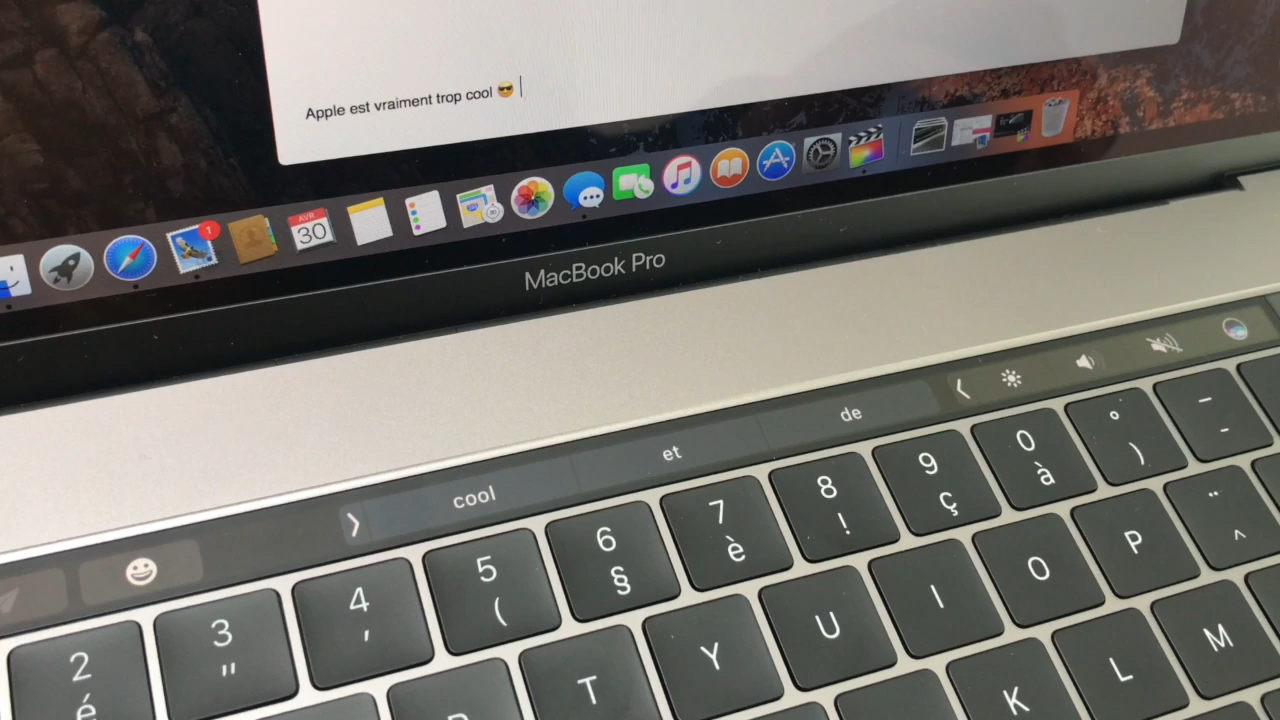 Apple est vraiment trop cool 😎
1
AVR
30
MacBook Pro
cool
et
de
2
é
3
"
4
'
5
(
6
§
7
è
8
!
9
ç
0
à
°
)
_
-
T
Y
U
I
O
P
¨
^
K
L
M